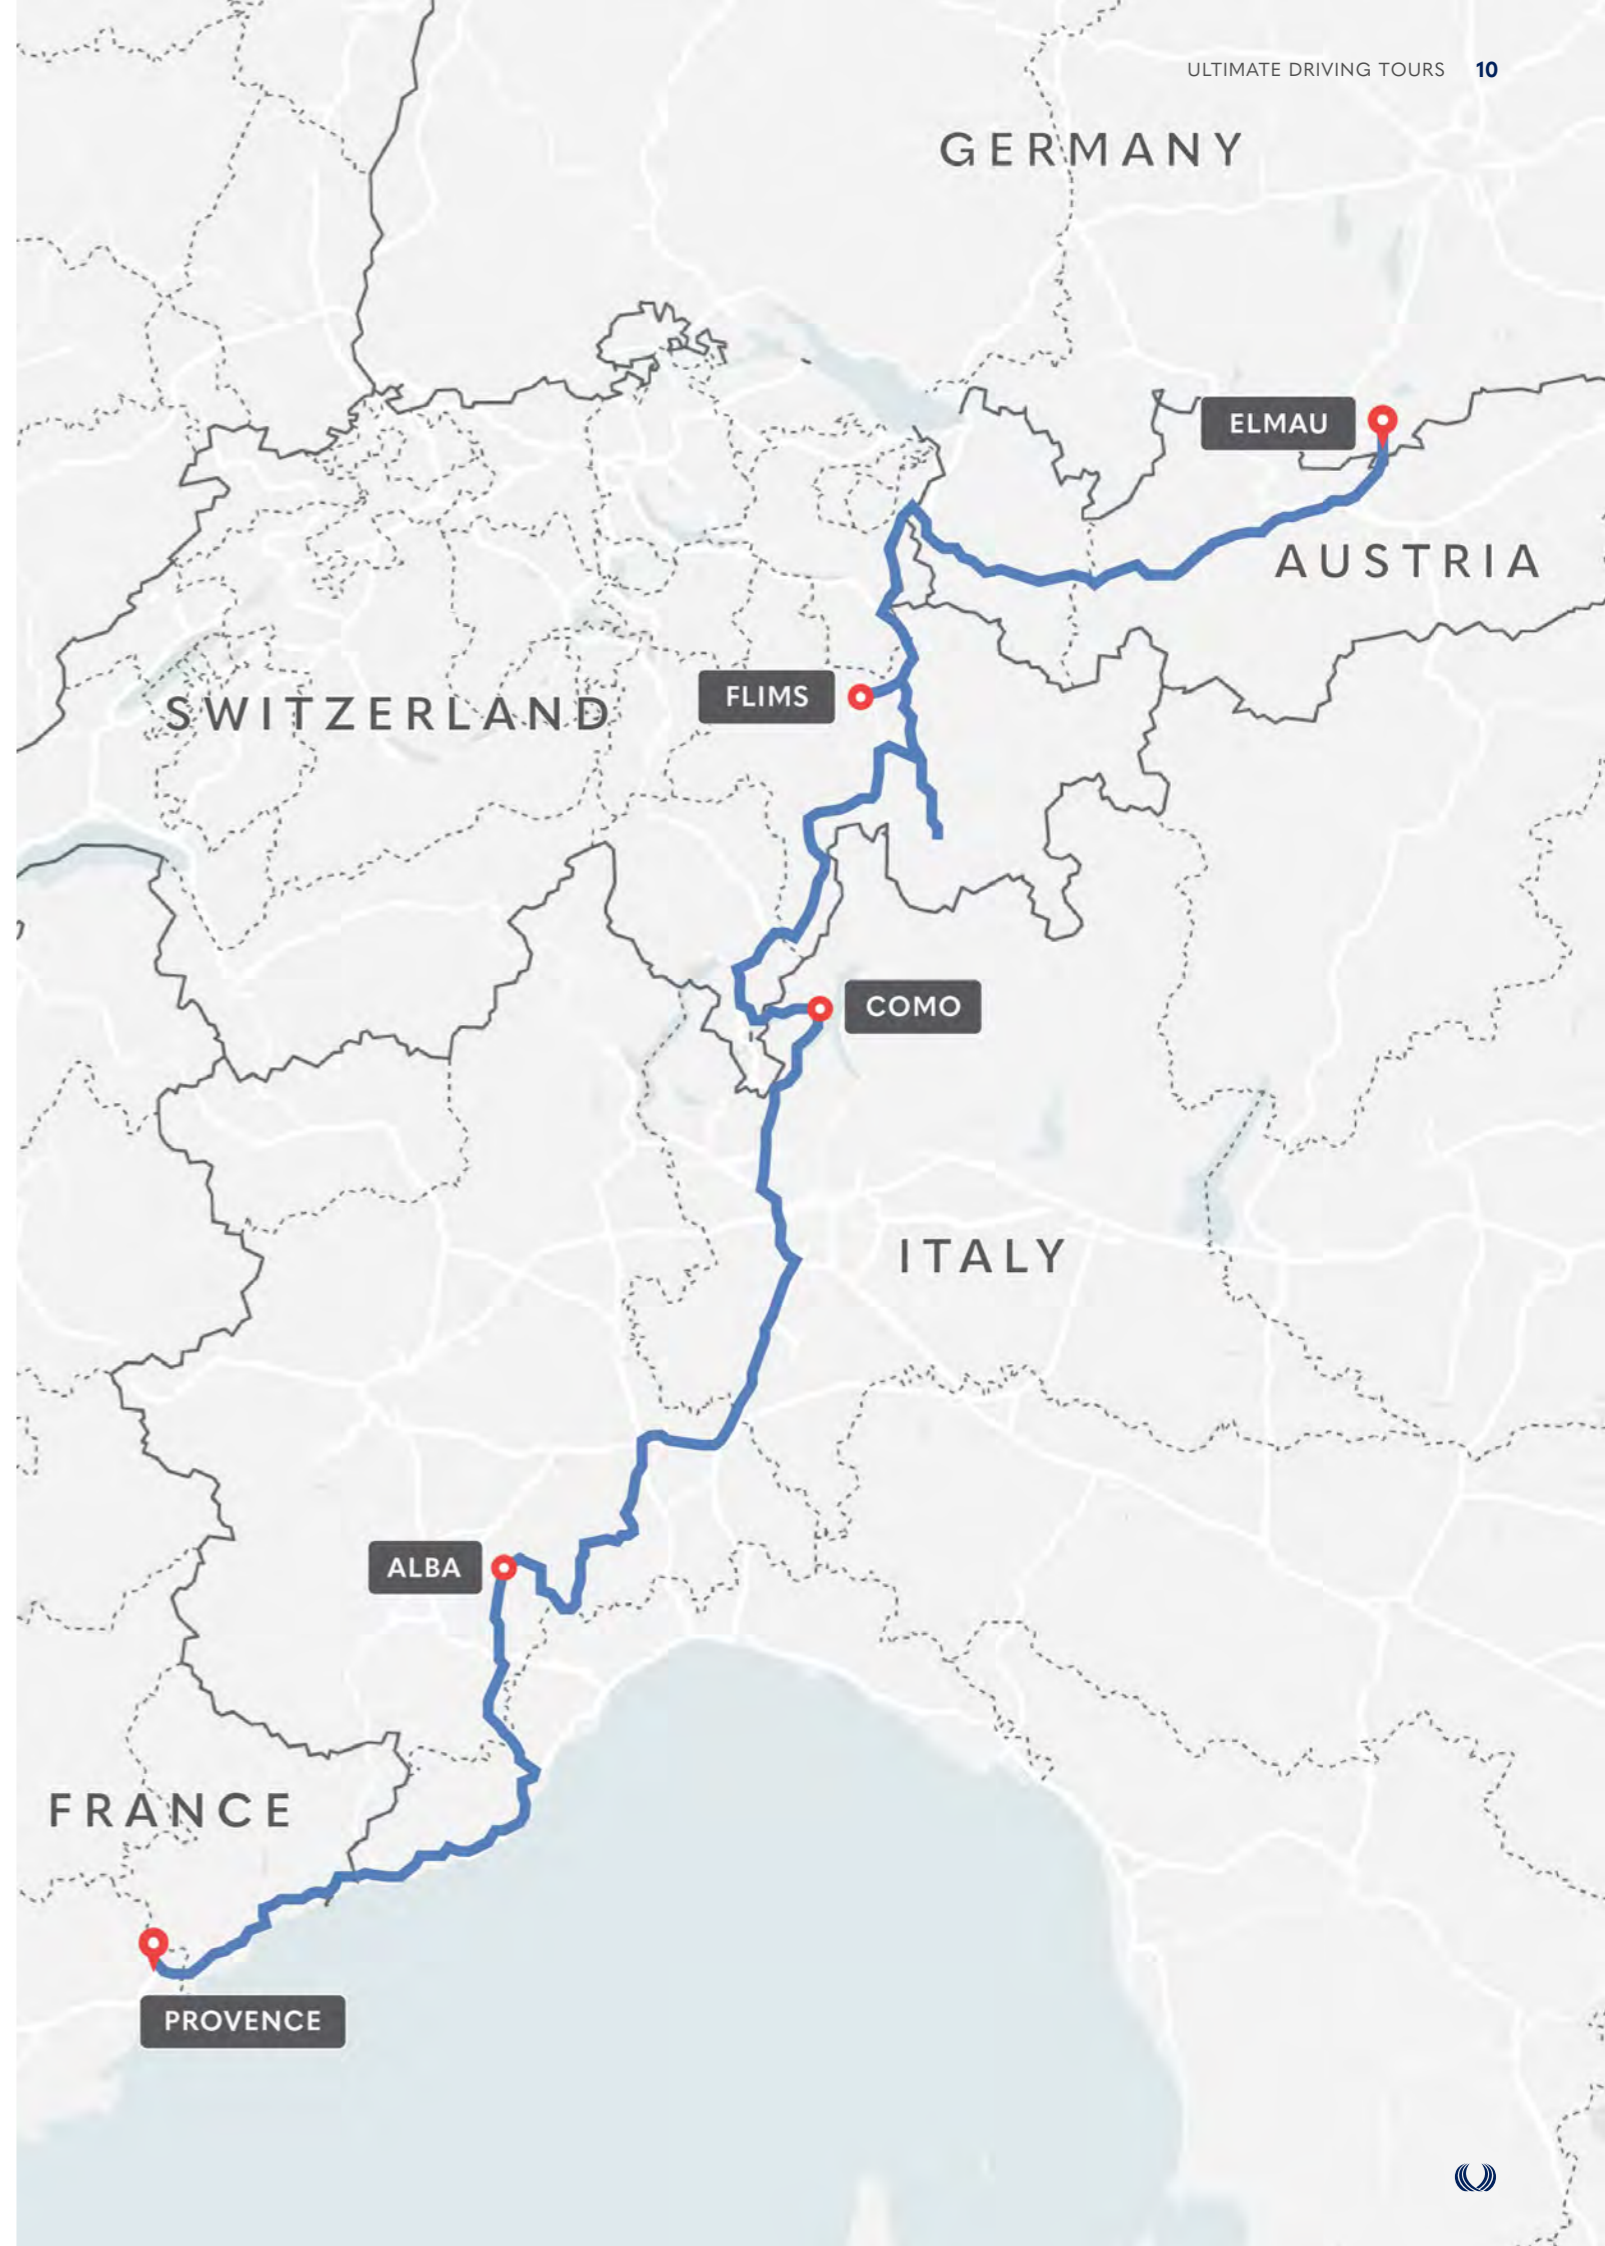 ULTIMATE DRIVING TOURS 10
GERMANY
ELMAU
AUSTRIA
FLIMS
SWITZERLAND
COMO
ITALY
ALBA
FRANCE
PROVENCE